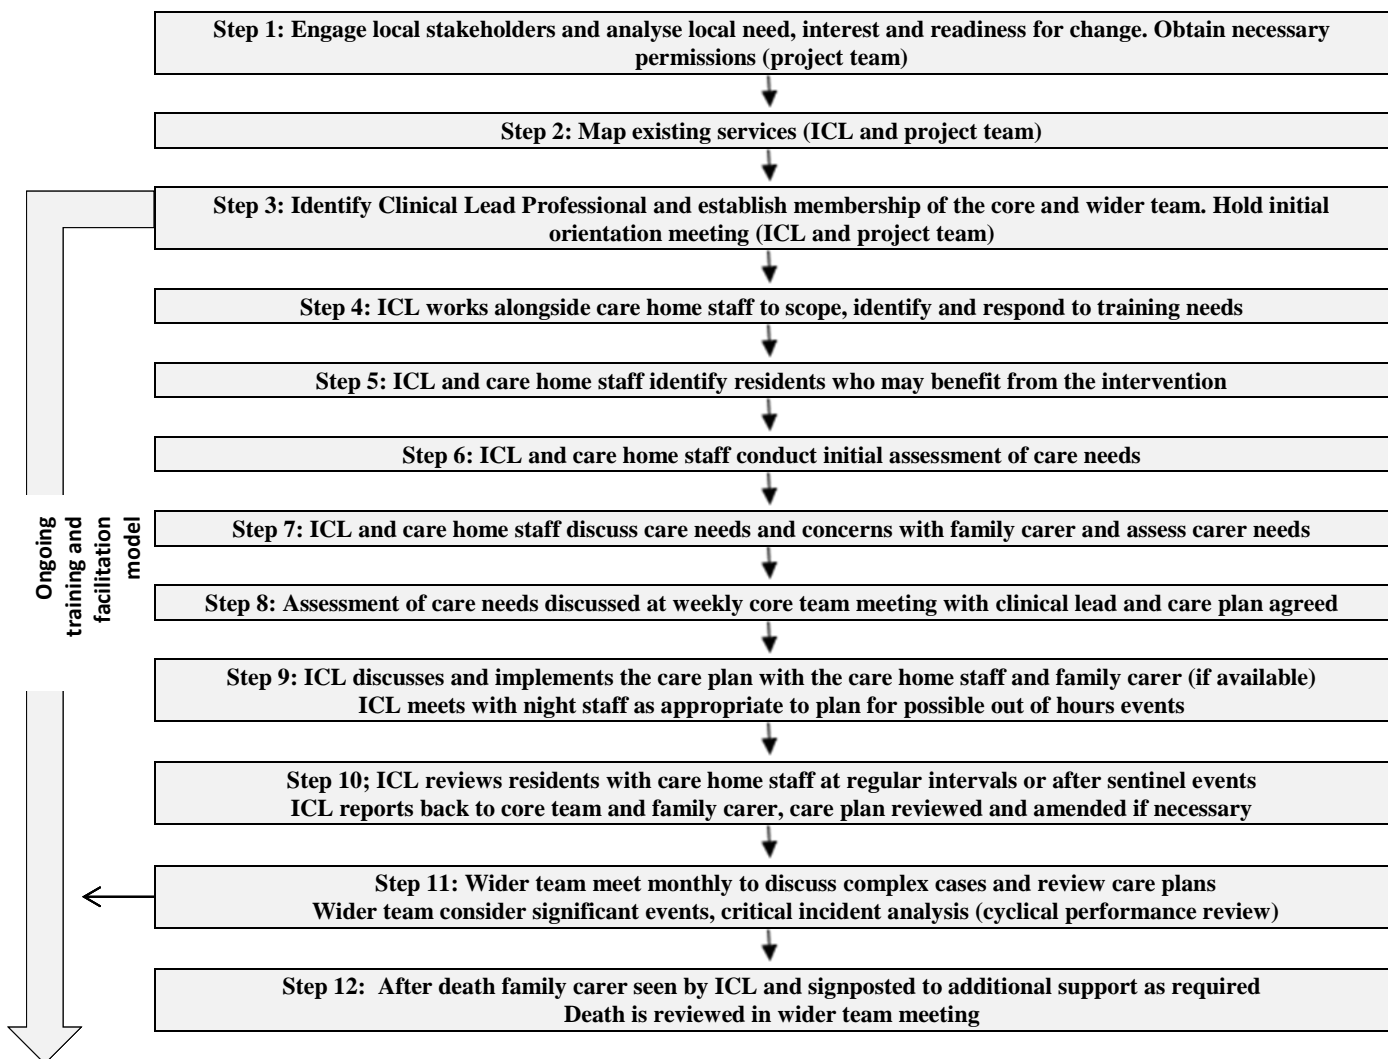 Step 1: Engage local stakeholders and analyse local need, interest and readiness for change. Obtain necessary
permissions (project team)
Step 2: Map existing services (ICL and project team)
Step 3: Identify Clinical Lead Professional and establish membership of the core and wider team. Hold initial
orientation meeting (ICL and project team)
Step 4: ICL works alongside care home staff to scope, identify and respond to training needs
Step 5: ICL and care home staff identify residents who may benefit from the intervention
Step 6: ICL and care home staff conduct initial assessment of care needs
Ongoing
training and
facilitation
model
Step 7: ICL and care home staff discuss care needs and concerns with family carer and assess carer needs
Step 8: Assessment of care needs discussed at weekly core team meeting with clinical lead and care plan agreed
Step 9: ICL discusses and implements the care plan with the care home staff and family carer (if available)
ICL meets with night staff as appropriate to plan for possible out of hours events
Step 10; ICL reviews residents with care home staff at regular intervals or after sentinel events
ICL reports back to core team and family carer, care plan reviewed and amended if necessary
Step 11: Wider team meet monthly to discuss complex cases and review care plans
Wider team consider significant events, critical incident analysis (cyclical performance review)
Step 12:  After death family carer seen by ICL and signposted to additional support as required
Death is reviewed in wider team meeting